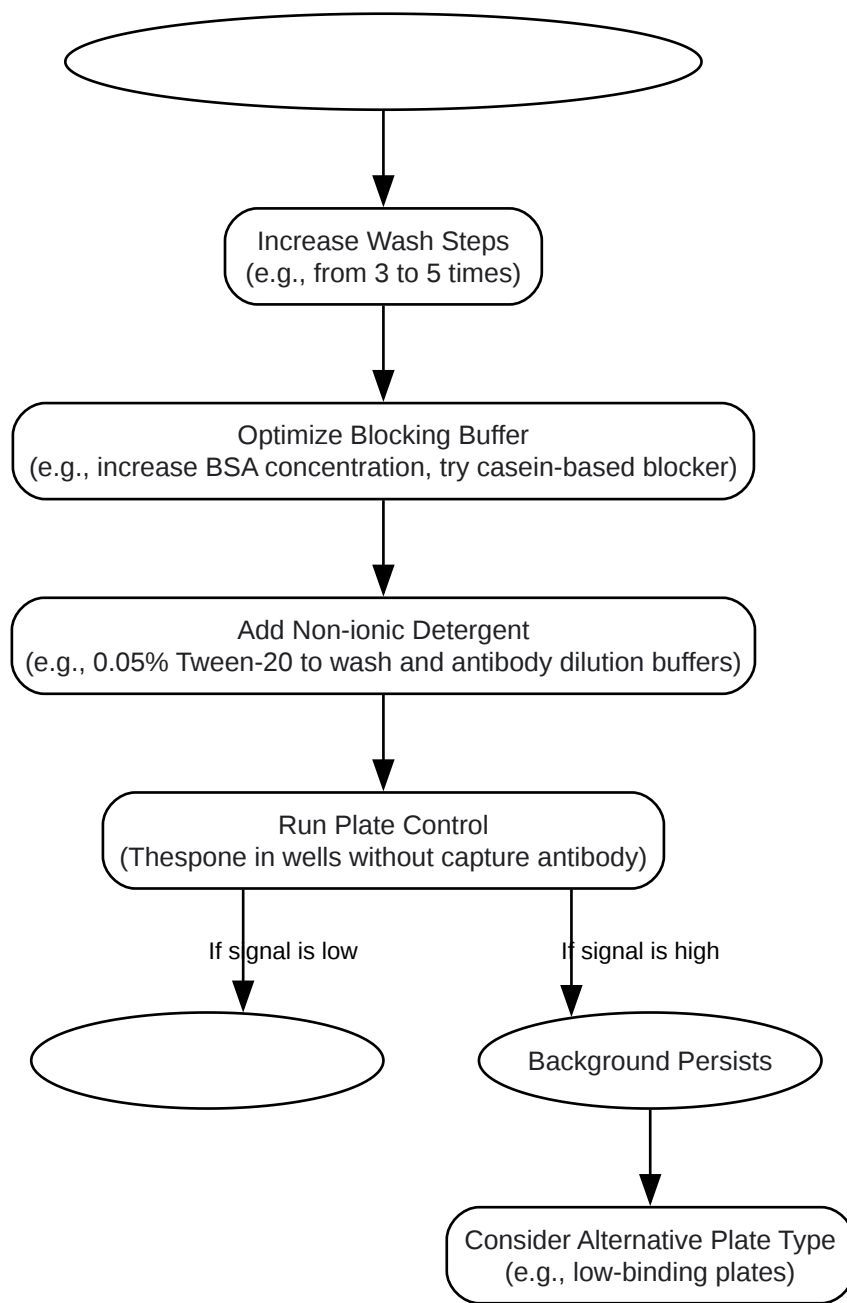 Increase Wash Steps
(e.g., from 3 to 5 times)
Optimize Blocking Buffer
(e.g., increase BSA concentration, try casein-based blocker)
Add Non-ionic Detergent
(e.g., 0.05% Tween-20 to wash and antibody dilution buffers)
Run Plate Control
(Thespone in wells without capture antibody)
If signal is low
If signal is high
Background Persists
Consider Alternative Plate Type
(e.g., low-binding plates)